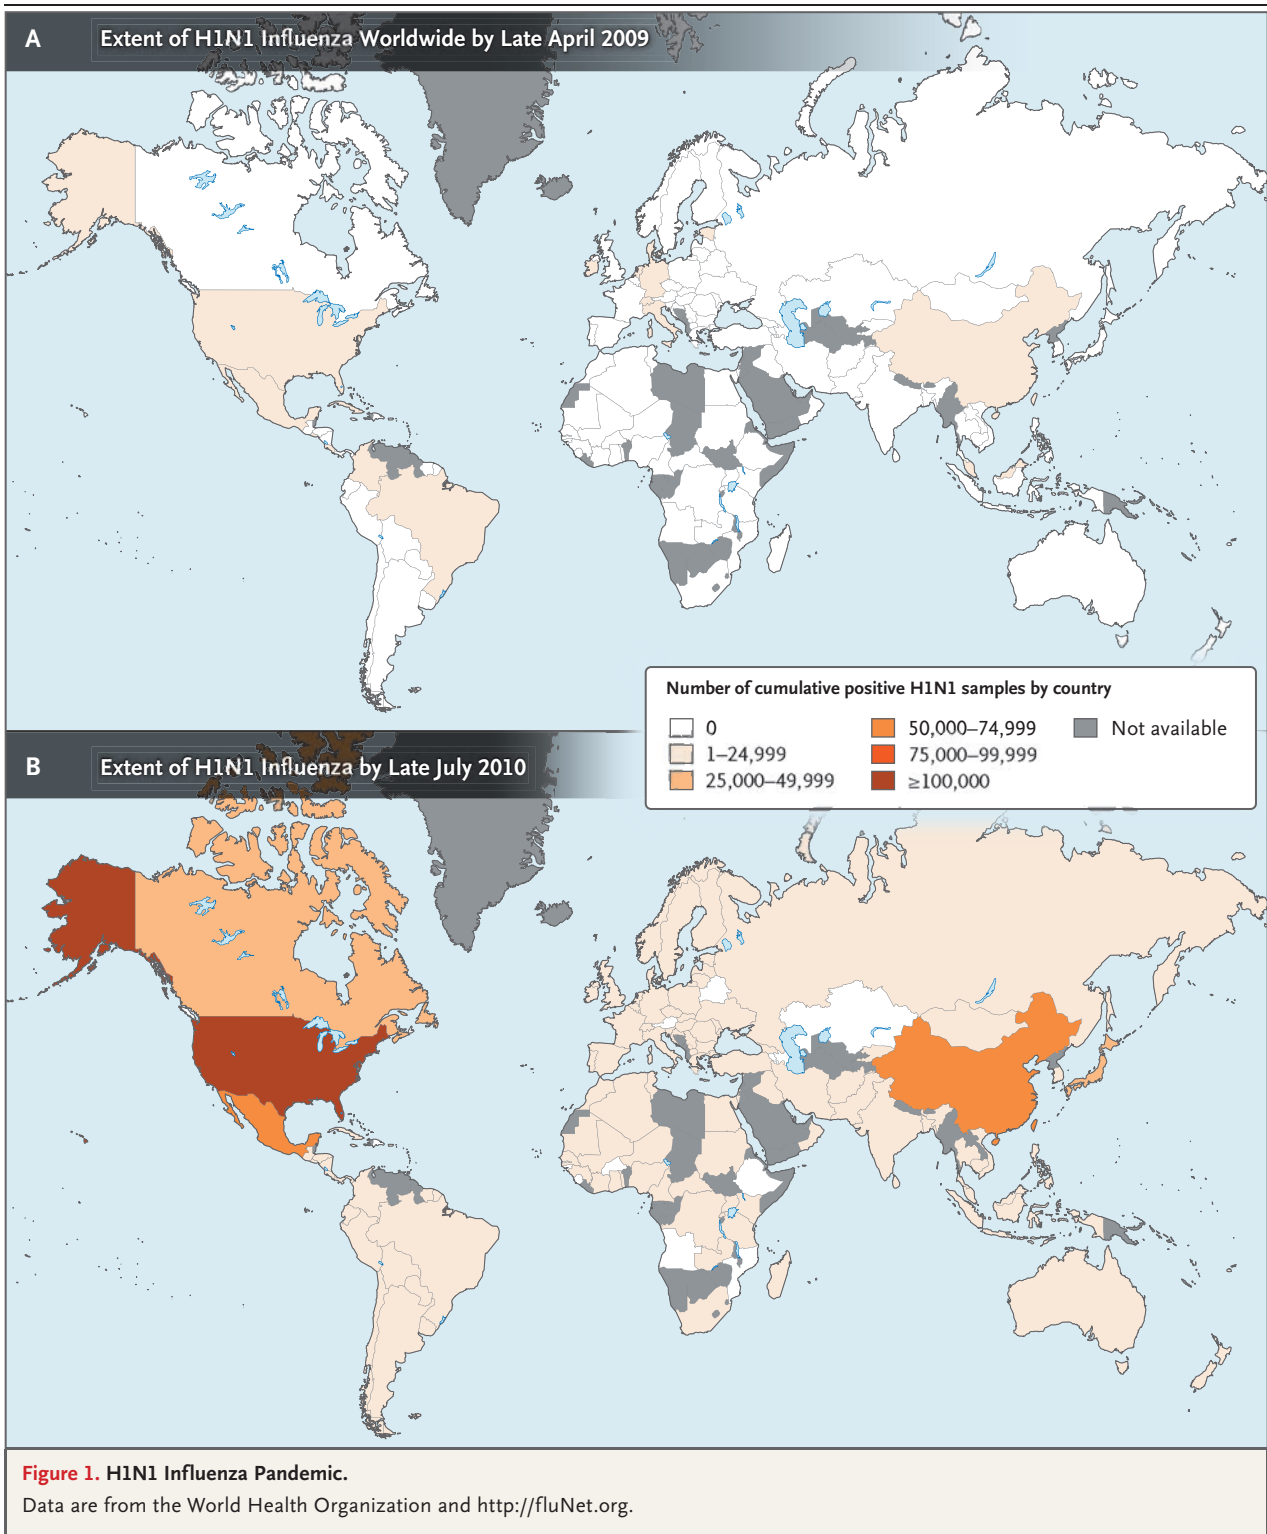 A
Extent of H1N1 Influenza Worldwide by Late April 2009
Number of cumulative positive H1N1 samples by country
0
1–24,999
25,000–49,999
50,000–74,999
75,000–99,999
≥100,000
Not available
B
Extent of H1N1 Influenza by Late July 2010
Figure 1. H1N1 Influenza Pandemic.
Data are from the World Health Organization and http://fluNet.org.